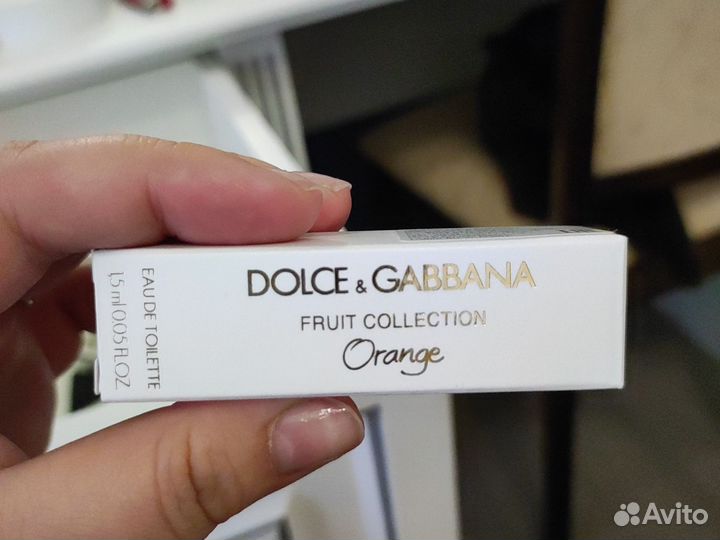 DOLCE & GABBANA
FRUIT COLLECTION
Orange
EAU DE TOILETTE
1,5 ml 0.05 FL.OZ
Avito